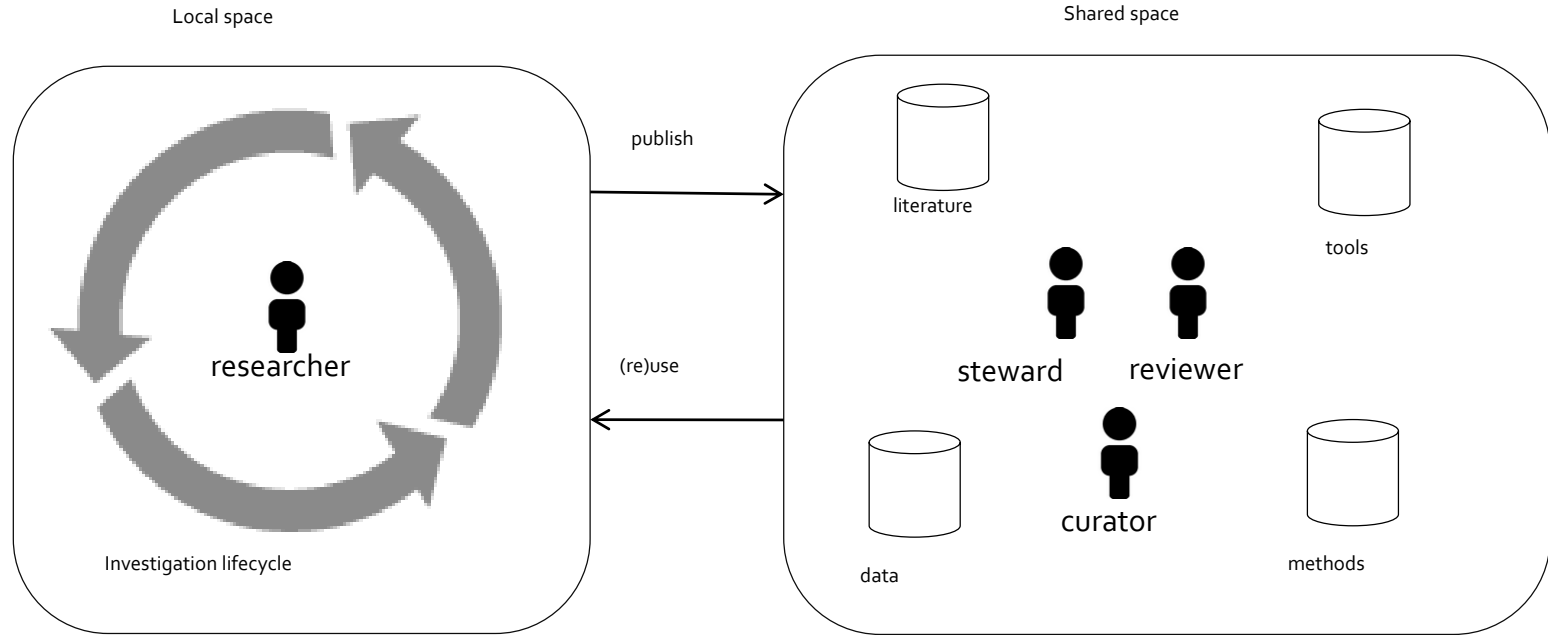 Local space
Shared space
publish
literature
tools
researcher
(re)use
steward
reviewer
curator
Investigation lifecycle
data
methods